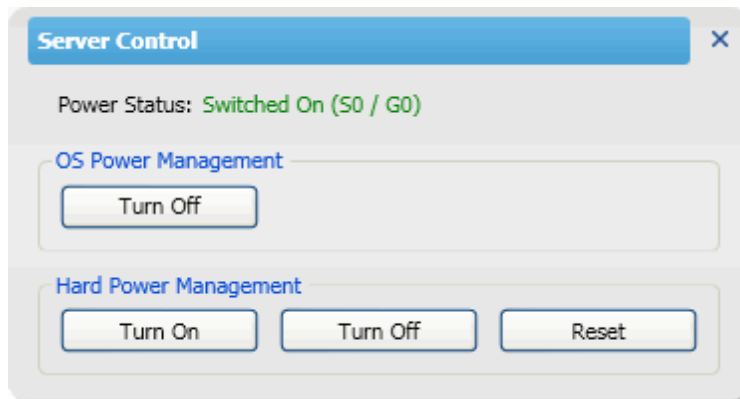 Server Control
Power Status: Switched On (S0 / G0)
OS Power Management
Turn Off
Hard Power Management
Turn On Turn Off Reset